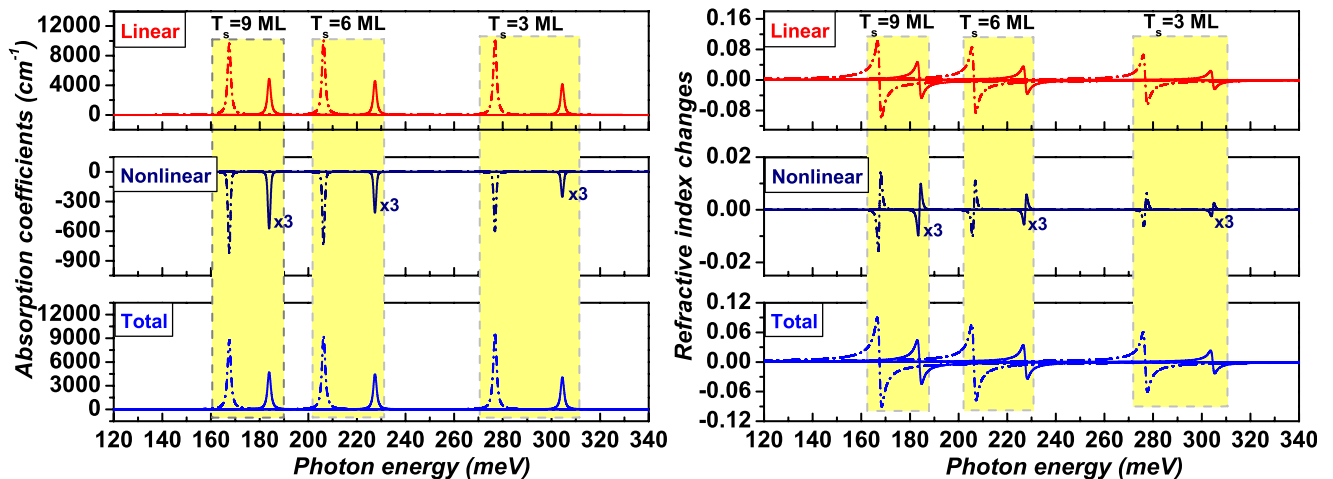 T_s=9 ML T_s=6 ML T_s=3 ML
Linear
12000
8000
4000
0
Nonlinear
0
-300
-600
-900
x3
x3
x3
Total
12000
9000
6000
3000
0
120 140 160 180 200 220 240 260 280 300 320 340
Photon energy (meV)
Absorption coefficients (cm⁻¹)
T_s=9 ML T_s=6 ML T_s=3 ML
Linear
0.16
0.08
0.00
-0.08
Nonlinear
0.02
0.00
-0.02
x3
x3
x3
Total
0.12
0.06
0.00
-0.06
-0.12
120 140 160 180 200 220 240 260 280 300 320 340
Photon energy (meV)
Refractive index changes